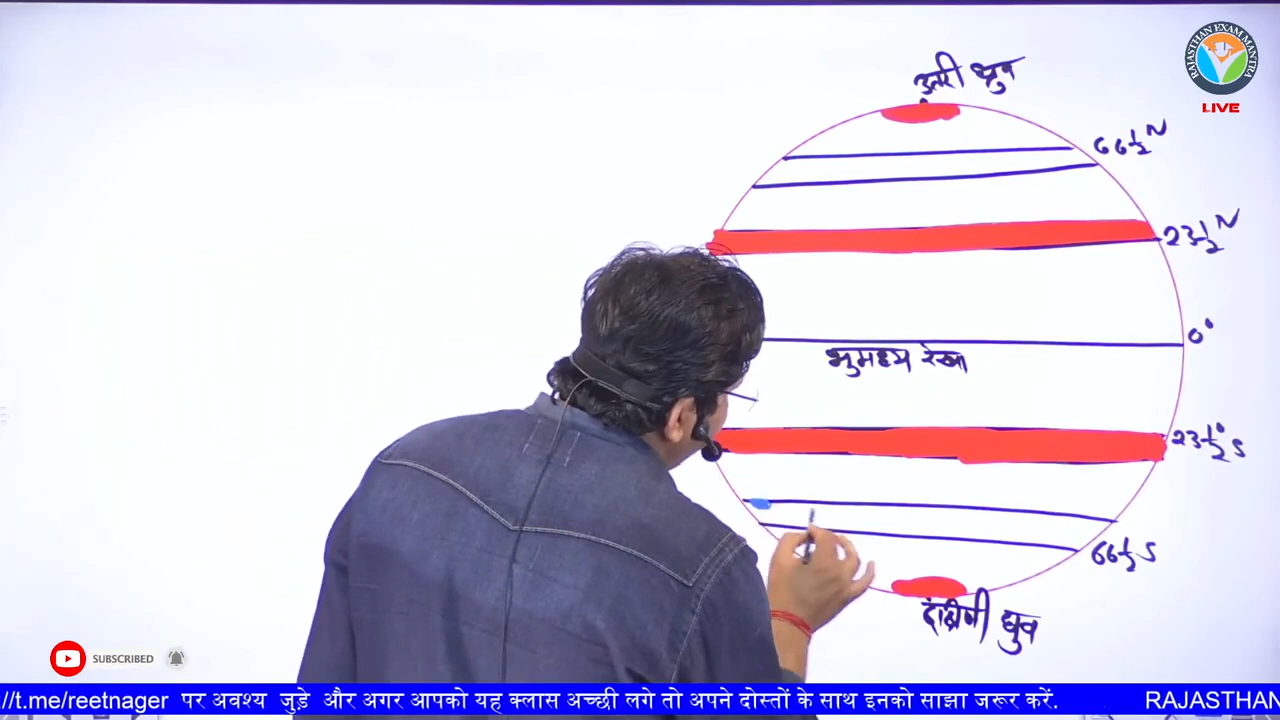 उत्तरी ध्रुव
RAJASTHAN EXAM MANTRA
LIVE
66½ N
23½ N
0°
भुमध्य रेखा
23½° S
66½ S
दक्षिणी ध्रुव
SUBSCRIBED
//t.me/reetnager पर अवश्य जुड़े और अगर आपको यह क्लास अच्छी लगे तो अपने दोस्तों के साथ इनको साझा जरूर करें. RAJASTHAN